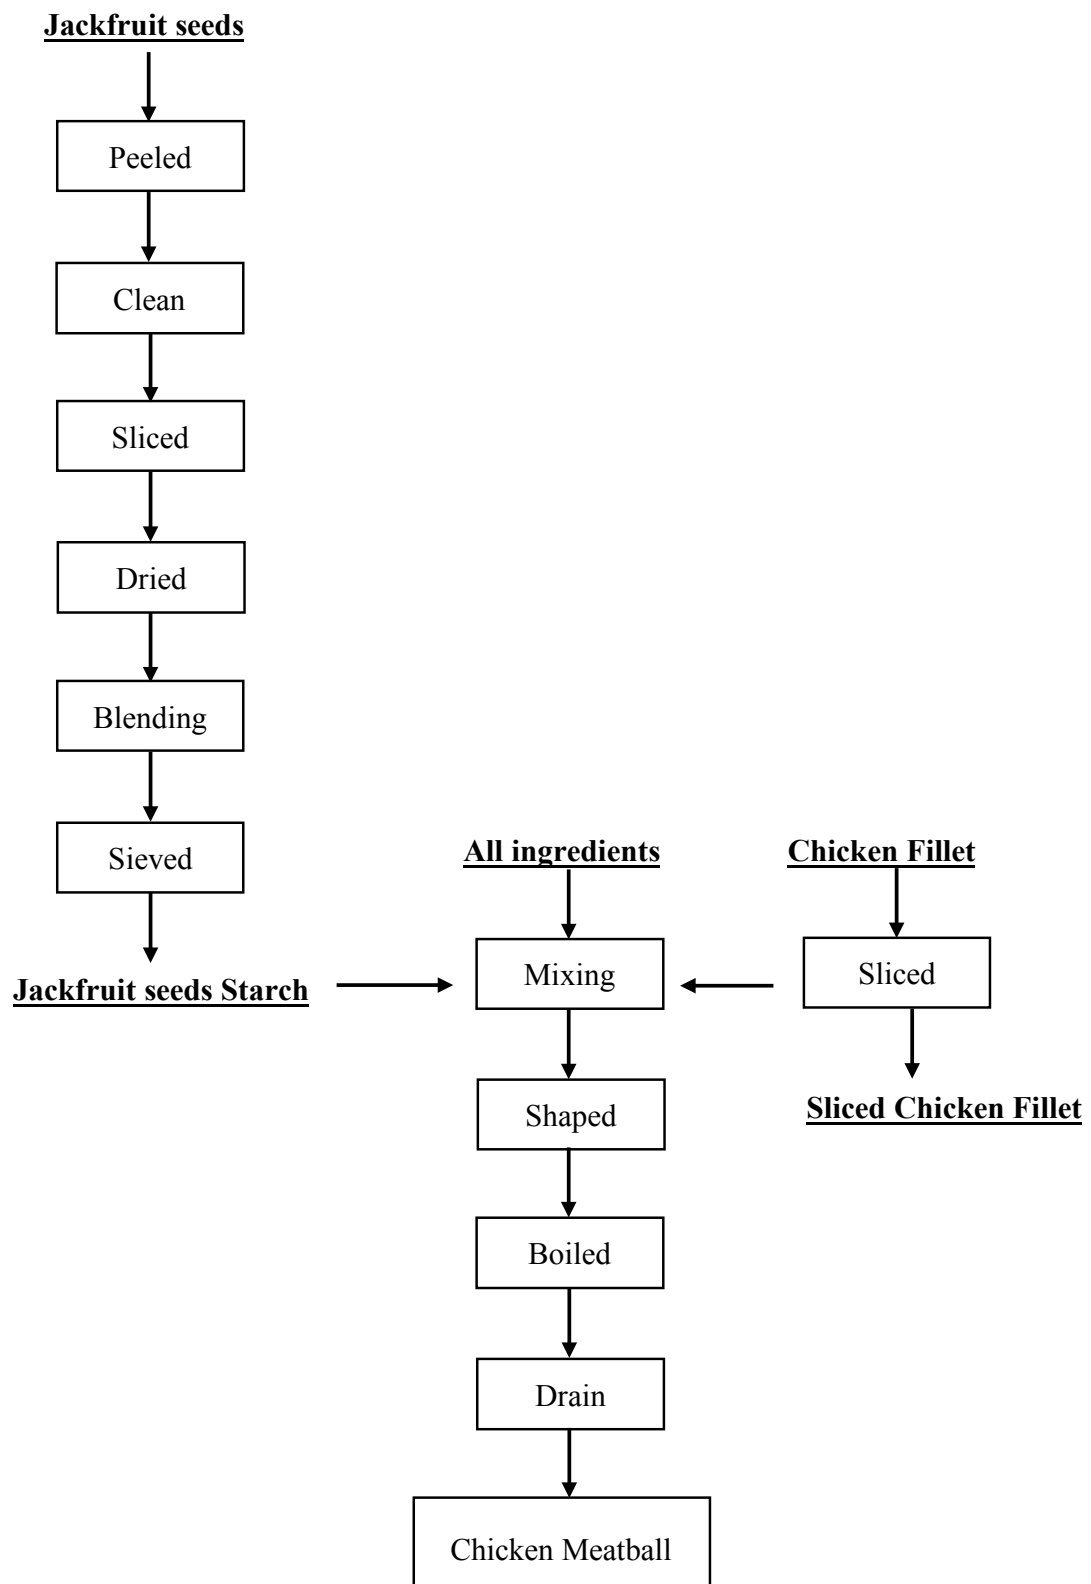 Jackfruit seeds
Peeled
Clean
Sliced
Dried
Blending
Sieved
Jackfruit seeds Starch
All ingredients
Chicken Fillet
Mixing
Sliced
Sliced Chicken Fillet
Shaped
Boiled
Drain
Chicken Meatball